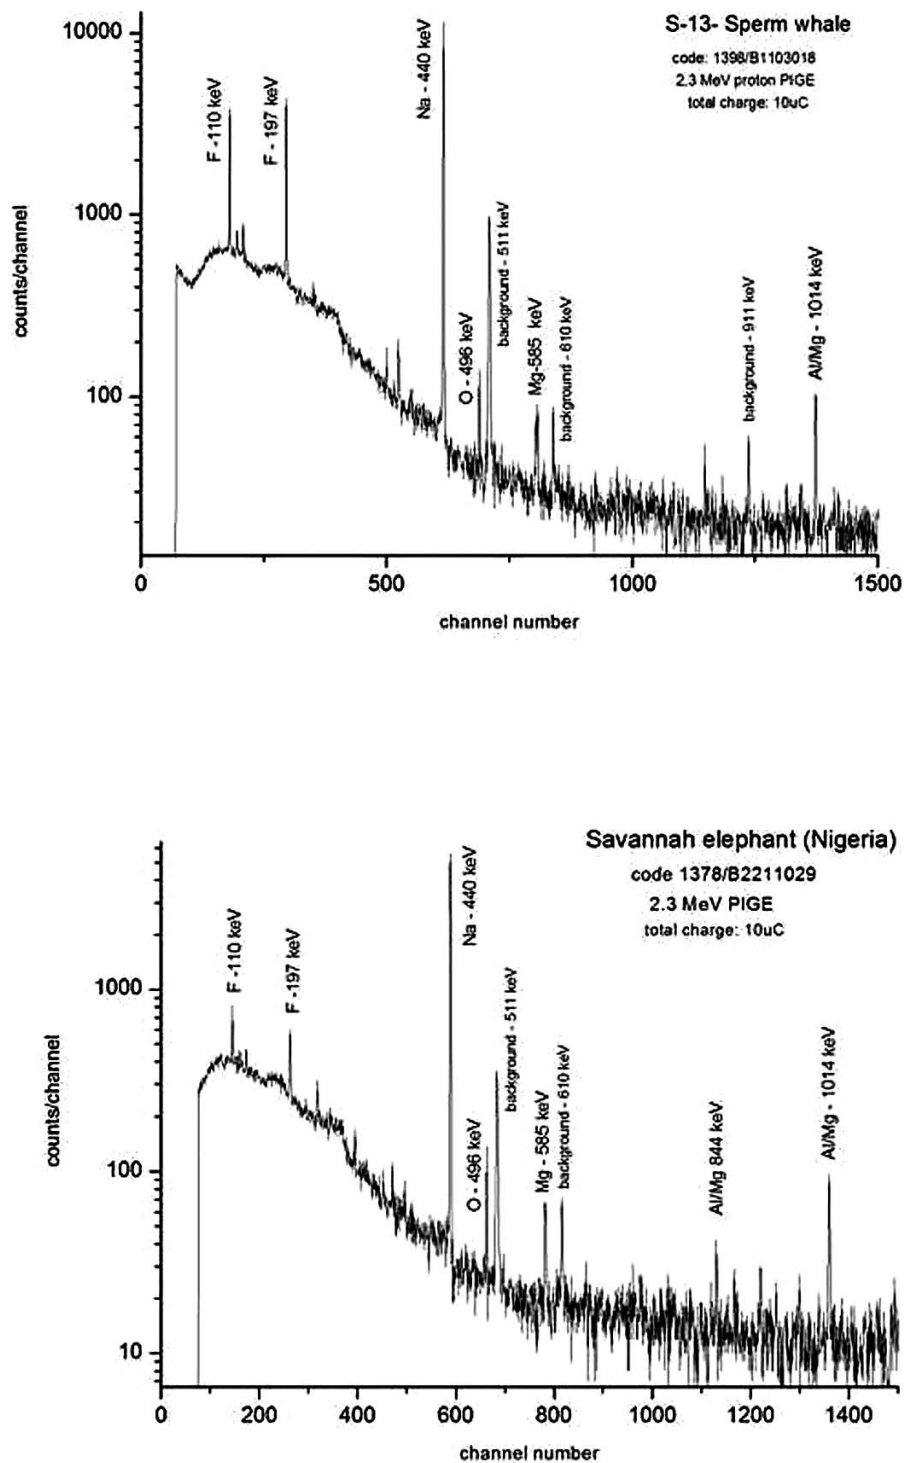 S-13- Sperm whale
code: 1398/B1103018
2.3 MeV proton PIGE
total charge: 10uC
10000
1000
100
counts/channel
F -110 keV
F - 197 keV
Na - 440 keV
O - 496 keV
background - 511 keV
Mg-585 keV
background - 610 keV
background - 911 keV
Al/Mg - 1014 keV
0
500
1000
1500
channel number
Savannah elephant (Nigeria)
code 1378/B2211029
2.3 MeV PIGE
total charge: 10uC
1000
100
10
counts/channel
F -110 keV
F -197 keV
Na - 440 keV
O - 496 keV
background - 511 keV
Mg - 585 keV
background - 610 keV
Al/Mg 844 keV
Al/Mg - 1014 keV
0
200
400
600
800
1000
1200
1400
channel number